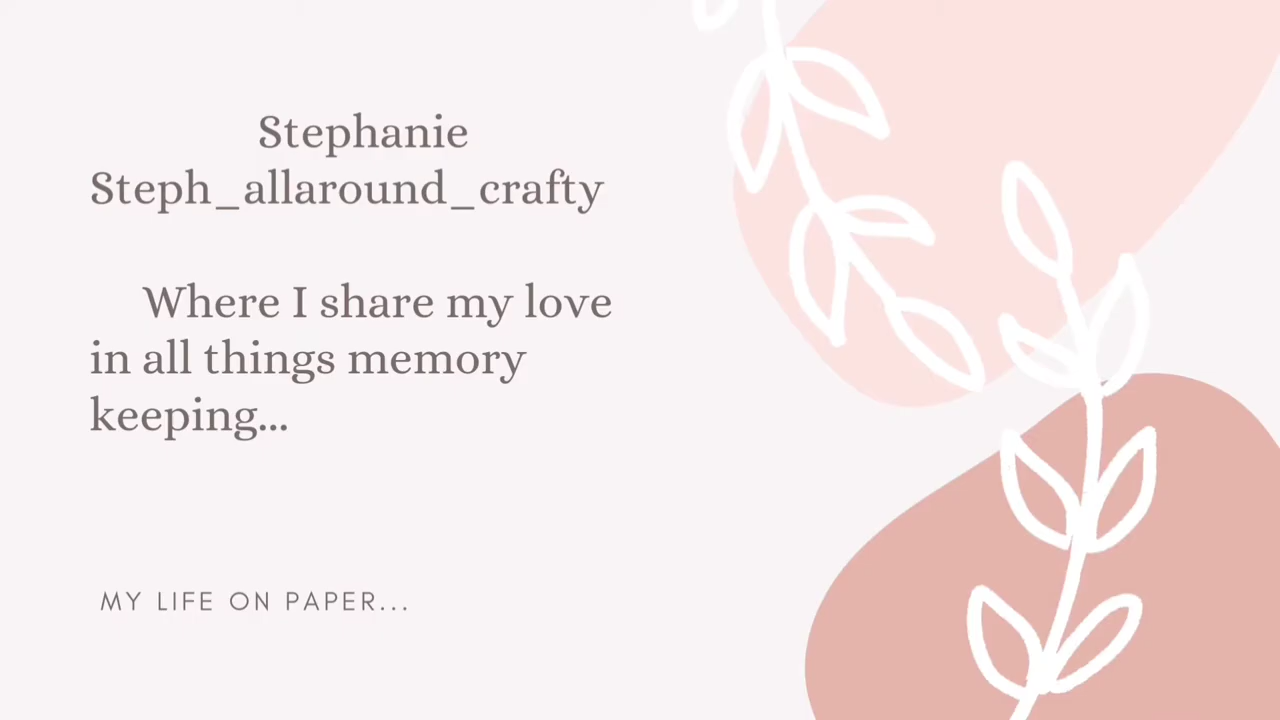 Stephanie
Steph_allaround_crafty
Where I share my love
in all things memory
keeping...
MY LIFE ON PAPER...